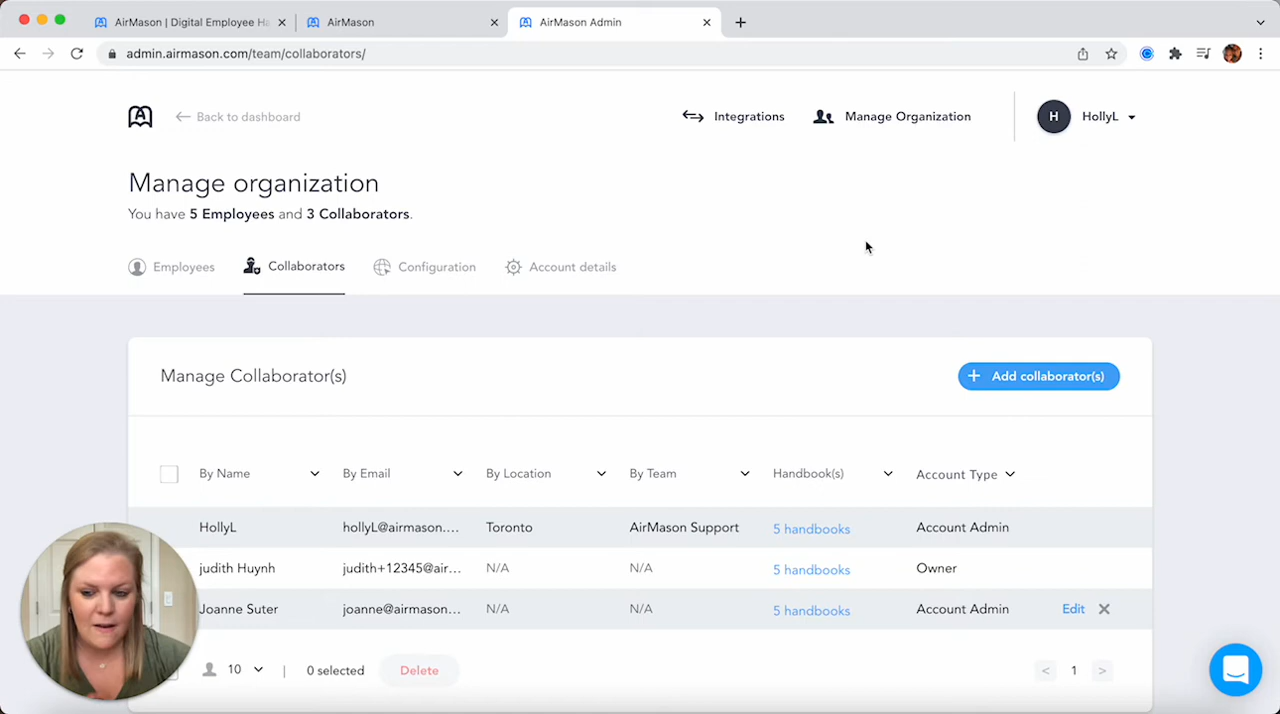 AirMason | Digital Employee Ha
AirMason
AirMason Admin
admin.airmason.com/team/collaborators/
Back to dashboard
Integrations
Manage Organization
H
HollyL
Manage organization
You have 5 Employees and 3 Collaborators.
Employees
Collaborators
Configuration
Account details
Manage Collaborator(s)
+ Add collaborator(s)
By Name
By Email
By Location
By Team
Handbook(s)
Account Type
HollyL
hollyL@airmason....
Toronto
AirMason Support
5 handbooks
Account Admin
judith Huynh
judith+12345@air...
N/A
N/A
5 handbooks
Owner
Joanne Suter
joanne@airmason...
N/A
N/A
5 handbooks
Account Admin
Edit
10
|
0 selected
Delete
<
1
>